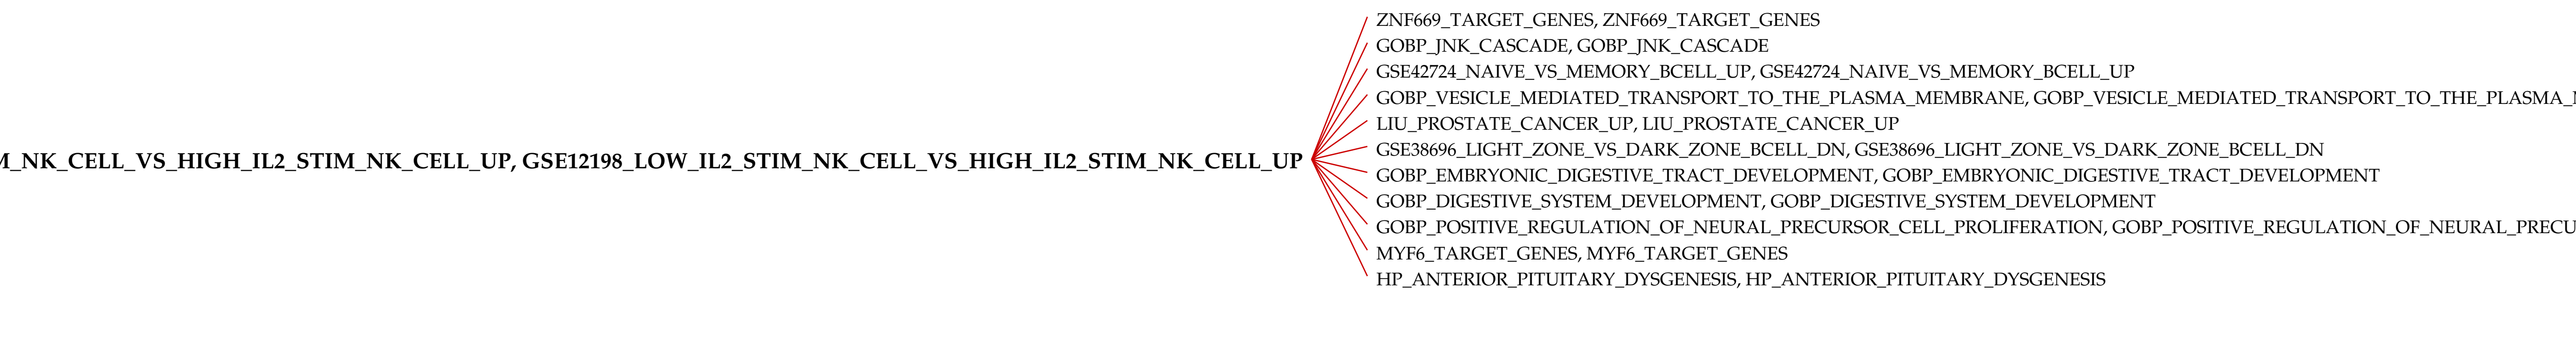 ZNF669_TARGET_GENES, ZNF669_TARGET_GENES
GOBP_JNK_CASCADE, GOBP_JNK_CASCADE
GSE42724_NAIVE_VS_MEMORY_BCELL_UP, GSE42724_NAIVE_VS_MEMORY_BCELL_UP
GOBP_VESICLE_MEDIATED_TRANSPORT_TO_THE_PLASMA_MEMBRANE, GOBP_VESICLE_MEDIATED_TRANSPORT_TO_THE_PLASMA_
LIU_PROSTATE_CANCER_UP, LIU_PROSTATE_CANCER_UP
GSE38696_LIGHT_ZONE_VS_DARK_ZONE_BCELL_DN, GSE38696_LIGHT_ZONE_VS_DARK_ZONE_BCELL_DN
M_NK_CELL_VS_HIGH_IL2_STIM_NK_CELL_UP, GSE12198_LOW_IL2_STIM_NK_CELL_VS_HIGH_IL2_STIM_NK_CELL_UP
GOBP_EMBRYONIC_DIGESTIVE_TRACT_DEVELOPMENT, GOBP_EMBRYONIC_DIGESTIVE_TRACT_DEVELOPMENT
GOBP_DIGESTIVE_SYSTEM_DEVELOPMENT, GOBP_DIGESTIVE_SYSTEM_DEVELOPMENT
GOBP_POSITIVE_REGULATION_OF_NEURAL_PRECURSOR_CELL_PROLIFERATION, GOBP_POSITIVE_REGULATION_OF_NEURAL_PRECU
MYF6_TARGET_GENES, MYF6_TARGET_GENES
HP_ANTERIOR_PITUITARY_DYSGENESIS, HP_ANTERIOR_PITUITARY_DYSGENESIS